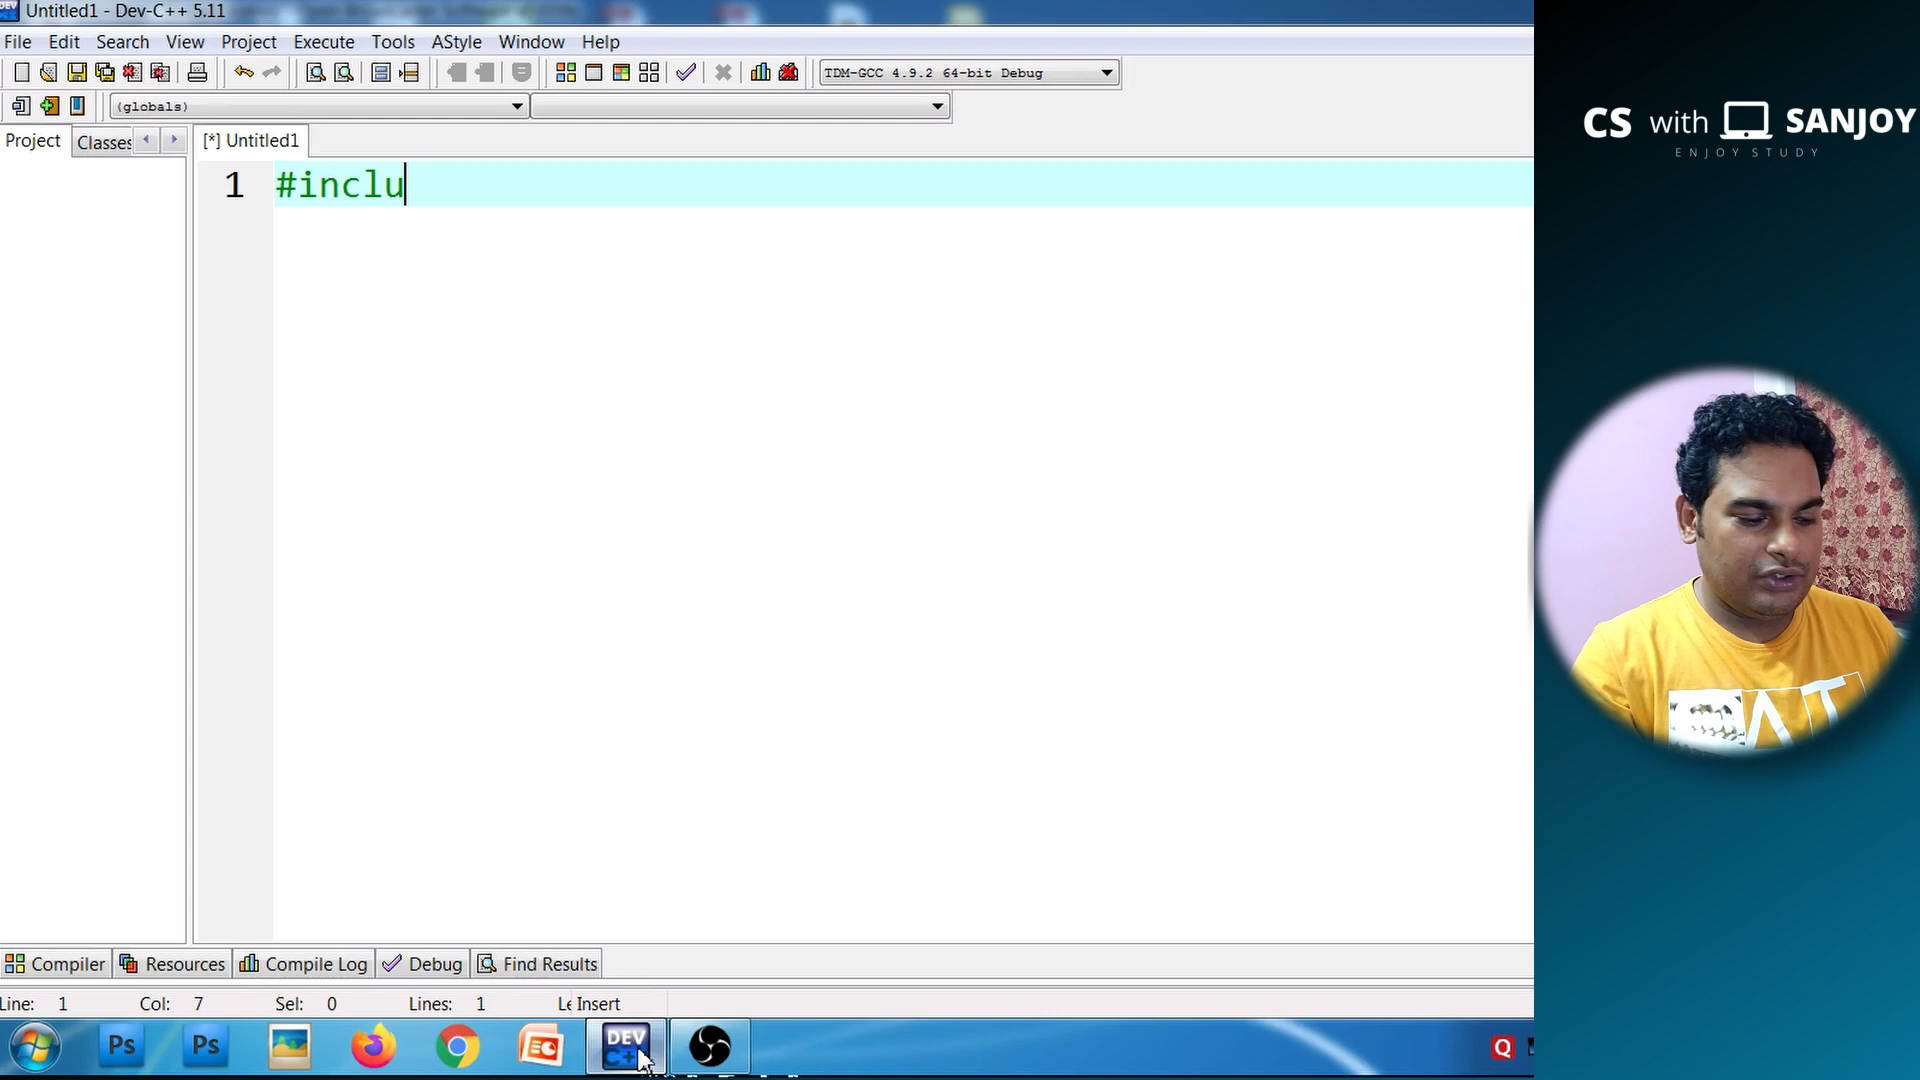 Untitled1 - Dev-C++ 5.11
File Edit Search View Project Execute Tools AStyle Window Help
TDM-GCC 4.9.2 64-bit Debug
(globals)
Project Classes [*] Untitled1
CS with SANJOY
ENJOY STUDY
1 #inclu
Compiler Resources Compile Log Debug Find Results
Line: 1 Col: 7 Sel: 0 Lines: 1 Insert
Ps Ps DEV C++ Q